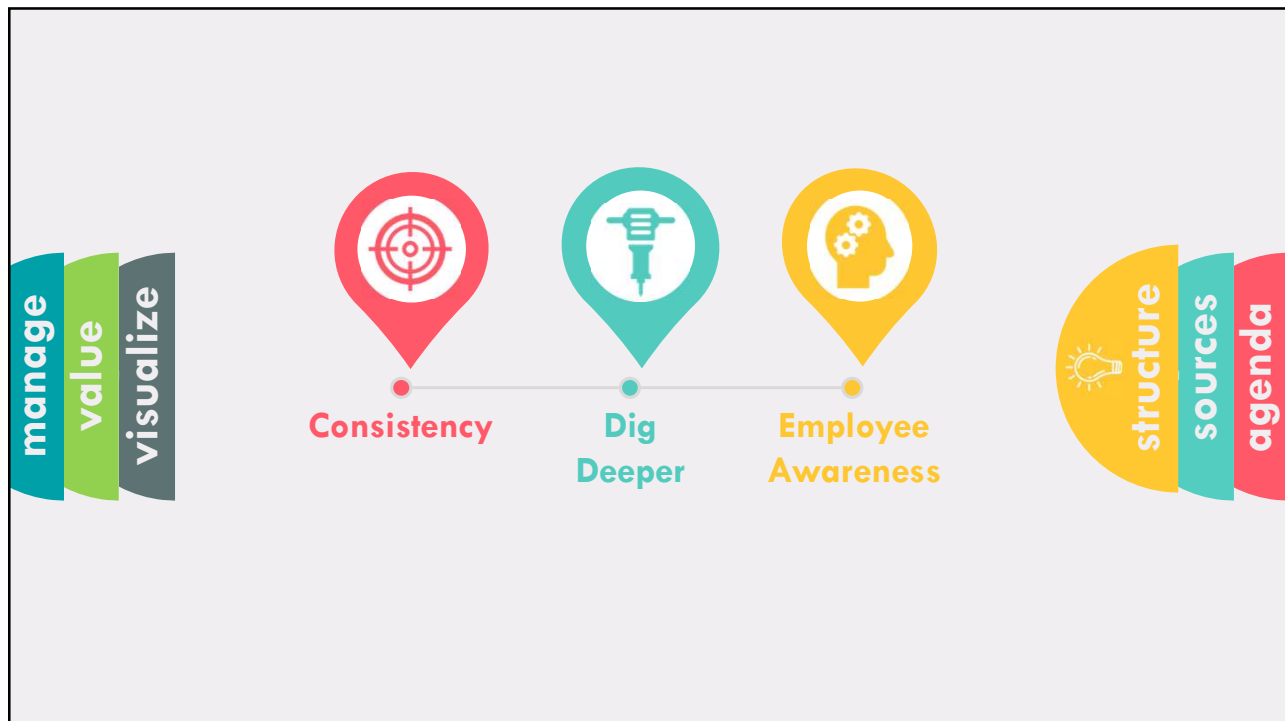 manage
value
visualize
Consistency
Dig
Deeper
Employee
Awareness
structure
sources
agenda